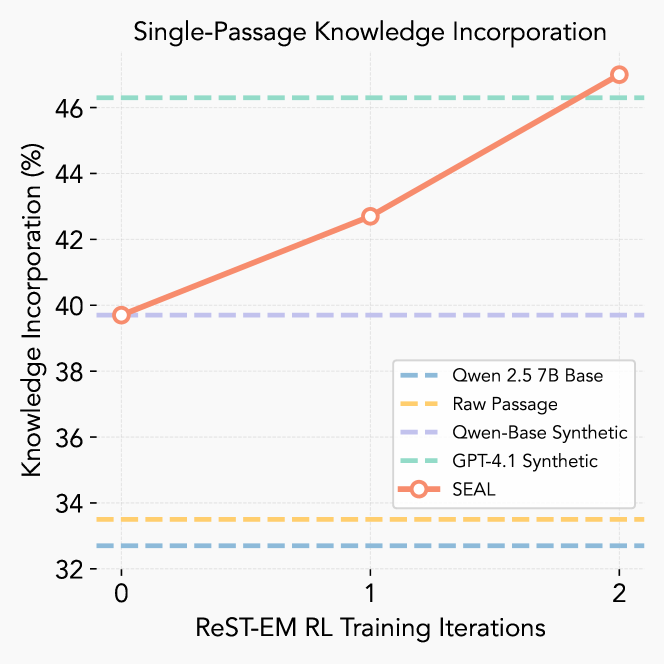 Single-Passage Knowledge Incorporation
Knowledge Incorporation (%)
46
44
42
40
38
36
34
32
Qwen 2.5 7B Base
Raw Passage
Qwen-Base Synthetic
GPT-4.1 Synthetic
SEAL
0 1 2
ReST-EM RL Training Iterations